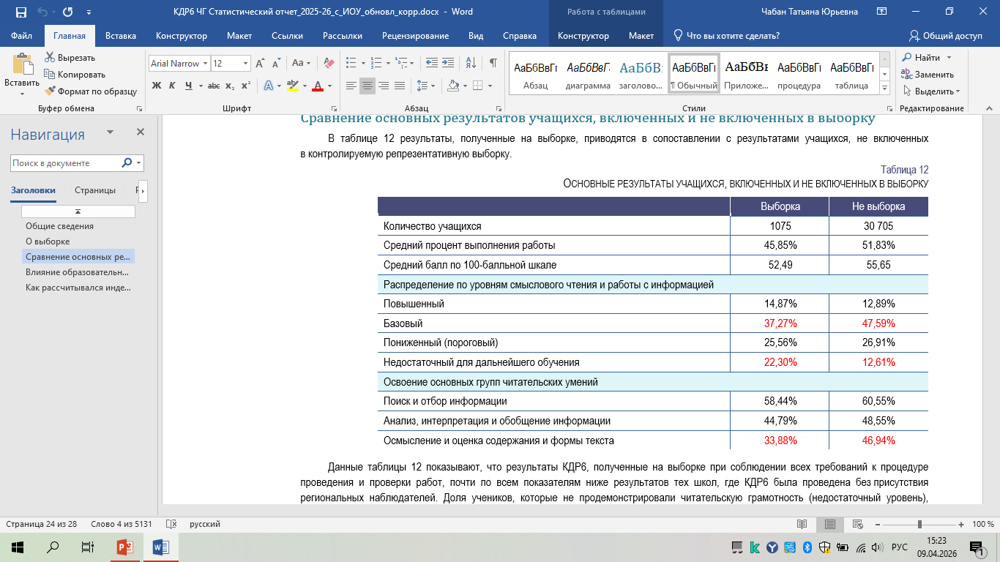 КДР6 ЧГ Статистический отчет_2025-26_с_ИОУ_обновл_корр.docx - Word
Работа с таблицами
Чабан Татьяна Юрьевна
Файл Главная Вставка Конструктор Макет Ссылки Рассылки Рецензирование Вид Справка Конструктор Макет Что вы хотите сделать? Общий доступ
Вставить
Вырезать
Копировать
Формат по образцу
Буфер обмена
Arial Narrow 12
Шрифт
Абзац
АаБбВвГг АаБбВвГ АаБбВ АаБбВвГг АаБбВв АаБбВвГг АаБбВвГг
Абзац диаграмма заголово... ¶ Обычный Приложе... процедура таблица
Стили
Найти
Заменить
Выделить
Редактирование
Навигация
Поиск в документе
Заголовки Страницы
Общие сведения
О выборке
Сравнение основных ре...
Влияние образовательн...
Как рассчитывался инде...
Сравнение основных результатов учащихся, включенных и не включенных в выборку
В таблице 12 результаты, полученные на выборке, приводятся в сопоставлении с результатами учащихся, не включенных
в контролируемую репрезентативную выборку.
Таблица 12
ОСНОВНЫЕ РЕЗУЛЬТАТЫ УЧАЩИХСЯ, ВКЛЮЧЕННЫХ И НЕ ВКЛЮЧЕННЫХ В ВЫБОРКУ
Выборка Не выборка
Количество учащихся 1075 30 705
Средний процент выполнения работы 45,85% 51,83%
Средний балл по 100-балльной шкале 52,49 55,65
Распределение по уровням смыслового чтения и работы с информацией
Повышенный 14,87% 12,89%
Базовый 37,27% 47,59%
Пониженный (пороговый) 25,56% 26,91%
Недостаточный для дальнейшего обучения 22,30% 12,61%
Освоение основных групп читательских умений
Поиск и отбор информации 58,44% 60,55%
Анализ, интерпретация и обобщение информации 44,79% 48,55%
Осмысление и оценка содержания и формы текста 33,88% 46,94%
Данные таблицы 12 показывают, что результаты КДР6, полученные на выборке при соблюдении всех требований к процедуре
проведения и проверки работ, почти по всем показателям ниже результатов тех школ, где КДР6 была проведена без присутствия
региональных наблюдателей. Доля учеников, которые не продемонстрировали читательскую грамотность (недостаточный уровень),
Страница 24 из 28 Слово 4 из 5131 русский 100 %
РУС
15:23
09.04.2026